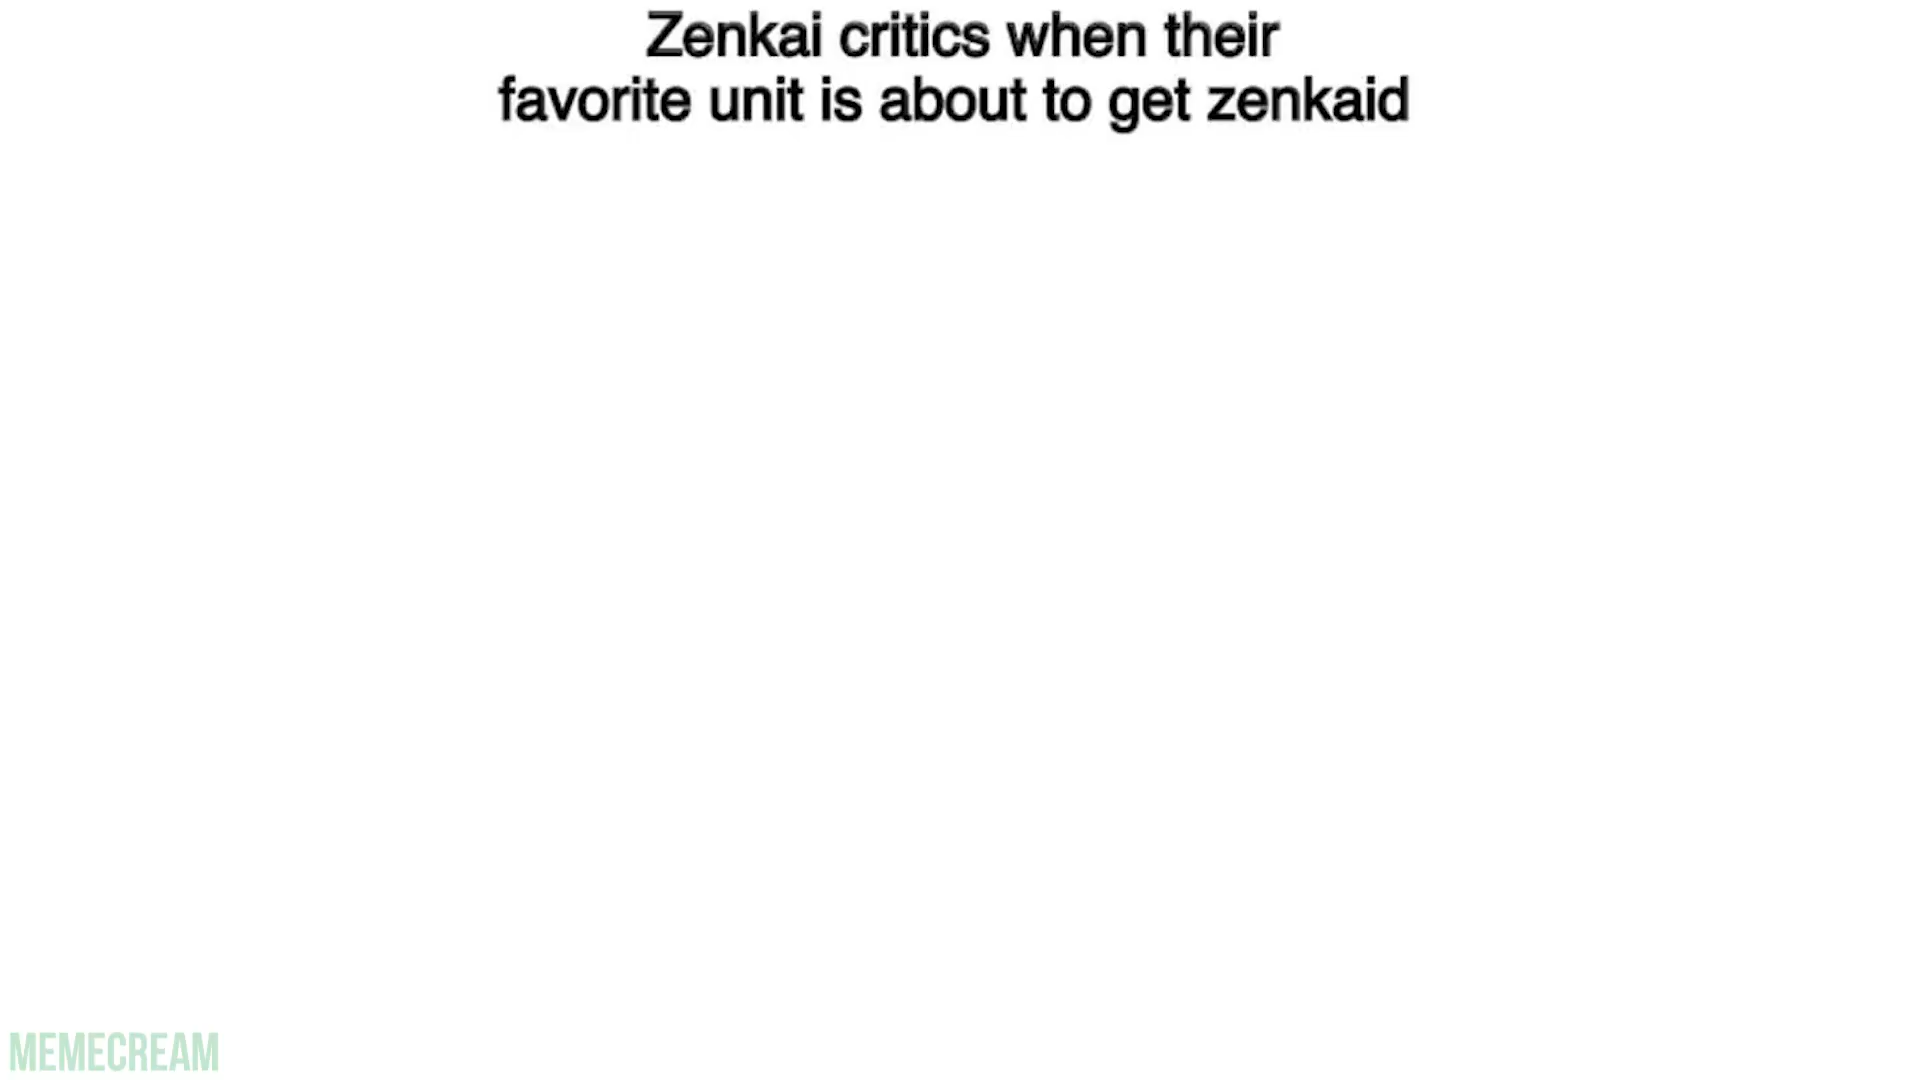 Zenkai critics when their
favorite unit is about to get zenkaid
MEMECREAM